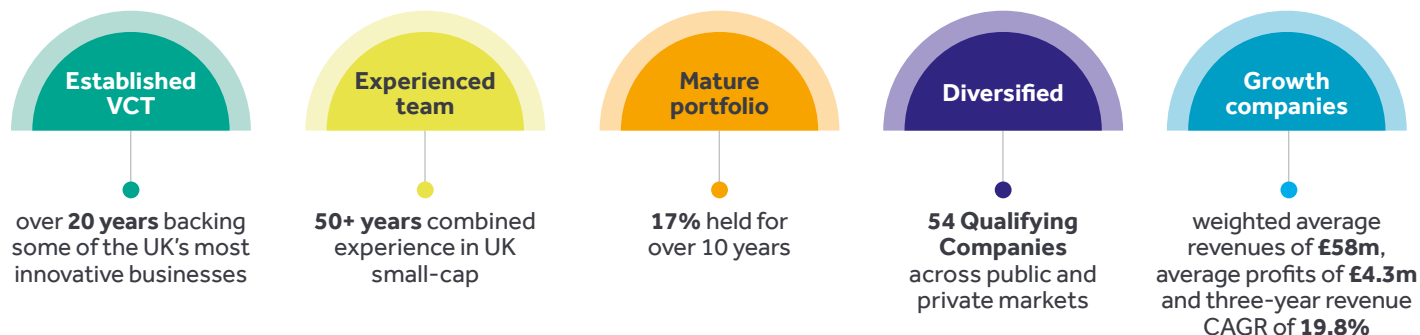 Established
VCT
over 20 years backing
some of the UK's most
innovative businesses
Experienced
team
50+ years combined
experience in UK
small-cap
Mature
portfolio
17% held for
over 10 years
Diversified
54 Qualifying
Companies
across public and
private markets
Growth
companies
weighted average
revenues of £58m,
average profits of £4.3m
and three-year revenue
CAGR of 19.8%